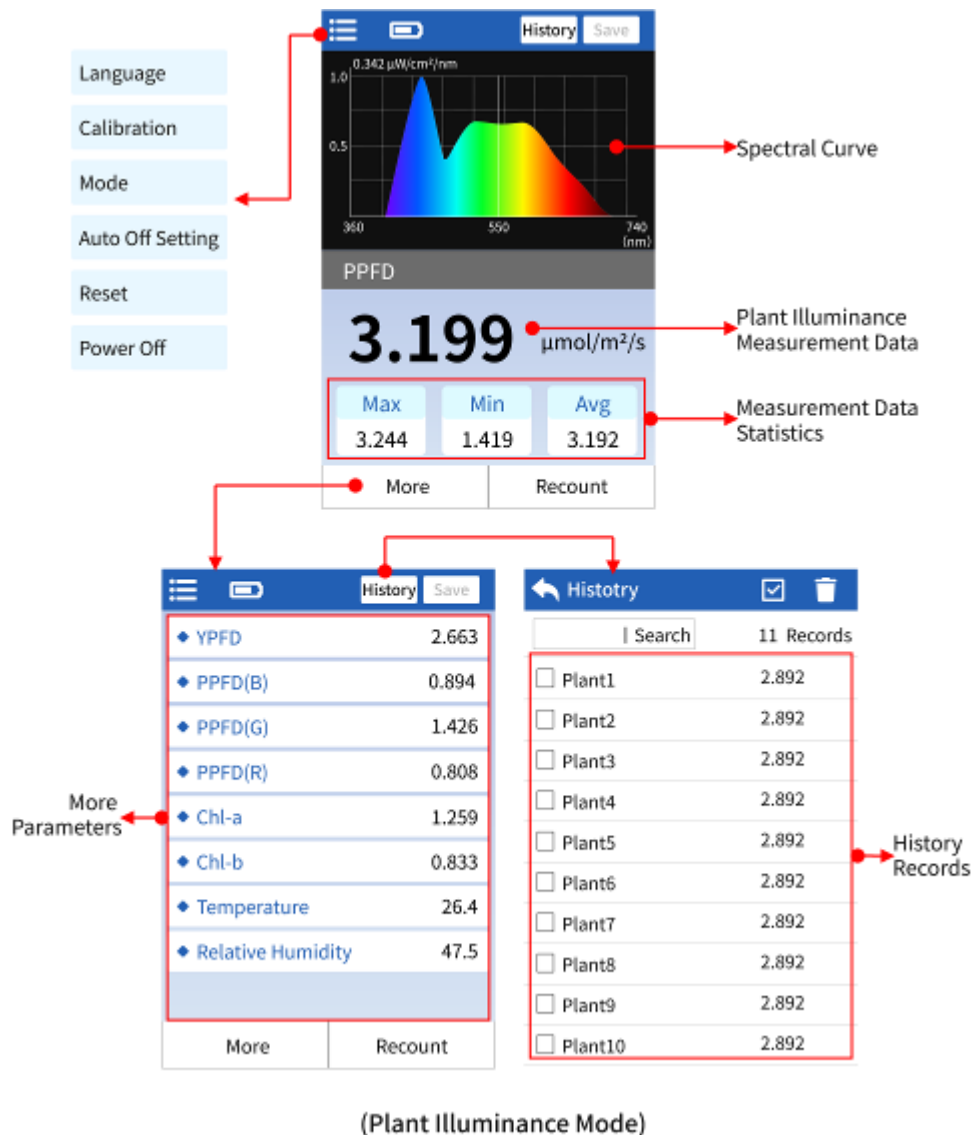 History Save
0.342 μW/cm²/nm
1.0
0.5
360 550 740
(nm)
PPFD
3.199 μmol/m²/s
Max Min Avg
3.244 1.419 3.192
More Recount
Language
Calibration
Mode
Auto Off Setting
Reset
Power Off
Spectral Curve
Plant Illuminance
Measurement Data
Measurement Data
Statistics
History Save
YPFD 2.663
PPFD(B) 0.894
PPFD(G) 1.426
PPFD(R) 0.808
Chl-a 1.259
Chl-b 0.833
Temperature 26.4
Relative Humidity 47.5
More Recount
More
Parameters
Histotry
Search 11 Records
Plant1 2.892
Plant2 2.892
Plant3 2.892
Plant4 2.892
Plant5 2.892
Plant6 2.892
Plant7 2.892
Plant8 2.892
Plant9 2.892
Plant10 2.892
History
Records
(Plant Illuminance Mode)